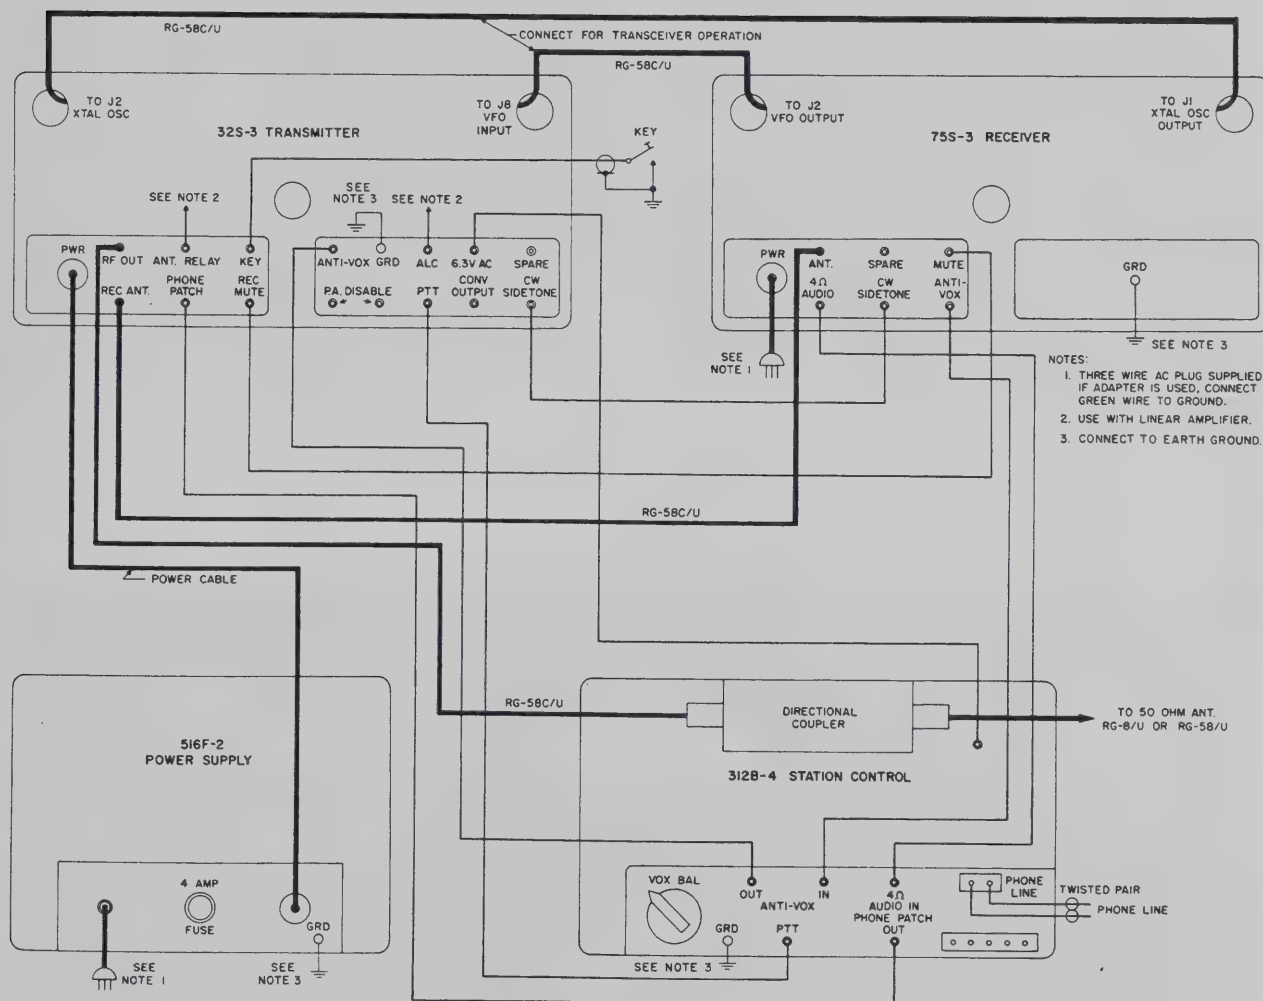 RG-58C/U
CONNECT FOR TRANSCEIVER OPERATION
RG-58C/U
TO J2
XTAL OSC
32S-3 TRANSMITTER
TO J8
VFO
INPUT
KEY
TO J2
VFO OUTPUT
75S-3 RECEIVER
TO J1
XTAL OSC
OUTPUT
SEE NOTE 2
SEE
NOTE 3
SEE NOTE 2
PWR
RF OUT
ANT. RELAY
KEY
REC ANT.
PHONE
PATCH
REC
MUTE
ANTI-VOX
GRD
ALC
6.3V AC
SPARE
P.A. DISABLE
PTT
CONV
OUTPUT
CW
SIDETONE
PWR
ANT.
SPARE
MUTE
4Ω
AUDIO
CW
SIDETONE
ANTI-
VOX
GRD
SEE
NOTE 1
SEE NOTE 3
NOTES:
1. THREE WIRE AC PLUG SUPPLIED
IF ADAPTER IS USED, CONNECT
GREEN WIRE TO GROUND.
2. USE WITH LINEAR AMPLIFIER.
3. CONNECT TO EARTH GROUND.
RG-58C/U
POWER CABLE
RG-58C/U
DIRECTIONAL
COUPLER
TO 50 OHM ANT.
RG-8/U OR RG-58/U
516F-2
POWER SUPPLY
312B-4 STATION CONTROL
4 AMP
FUSE
GRD
SEE
NOTE 1
SEE
NOTE 3
VOX BAL
OUT
IN
ANTI-VOX
4Ω
AUDIO IN
PHONE PATCH
OUT
GRD
PTT
SEE NOTE 3
PHONE
LINE
TWISTED PAIR
PHONE LINE